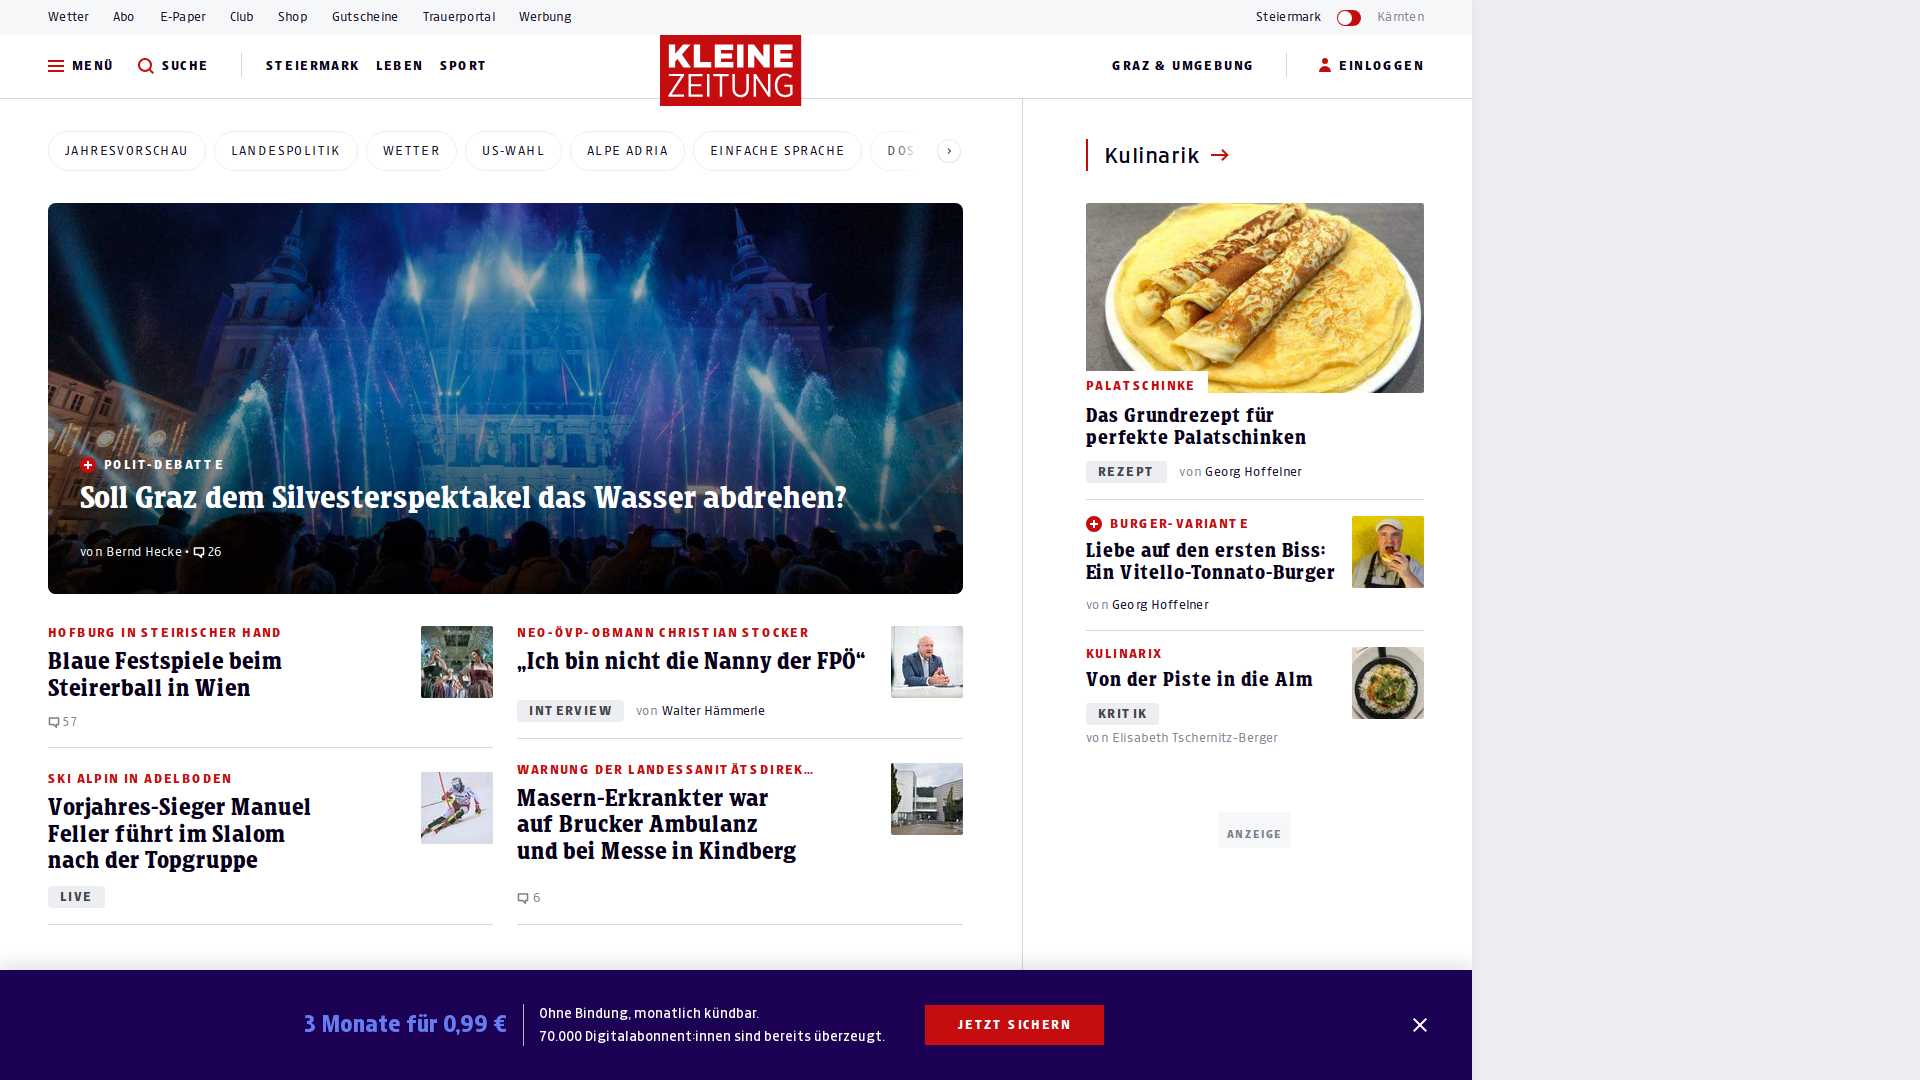 Wetter Abo E-Paper Club Shop Gutscheine Trauerportal Werbung Steiermark Kärnten
MENÜ SUCHE STEIERMARK LEBEN SPORT KLEINE ZEITUNG GRAZ & UMGEBUNG EINLOGGEN
JAHRESVORSCHAU LANDESPOLITIK WETTER US-WAHL ALPE ADRIA EINFACHE SPRACHE DOS
POLIT-DEBATTE
Soll Graz dem Silvesterspektakel das Wasser abdrehen?
von Bernd Hecke • 26
HOFBURG IN STEIRISCHER HAND
Blaue Festspiele beim
Steirerball in Wien
57
NEO-ÖVP-OBMANN CHRISTIAN STOCKER
„Ich bin nicht die Nanny der FPÖ“
INTERVIEW von Walter Hämmerle
SKI ALPIN IN ADELBODEN
Vorjahres-Sieger Manuel
Feller führt im Slalom
nach der Topgruppe
LIVE
WARNUNG DER LANDESSANITÄTSDIREK...
Masern-Erkrankter war
auf Brucker Ambulanz
und bei Messe in Kindberg
6
Kulinarik
PALATSCHINKE
Das Grundrezept für
perfekte Palatschinken
REZEPT von Georg Hoffelner
BURGER-VARIANTE
Liebe auf den ersten Biss:
Ein Vitello-Tonnato-Burger
von Georg Hoffelner
KULINARIX
Von der Piste in die Alm
KRITIK
von Elisabeth Tschernitz-Berger
ANZEIGE
3 Monate für 0,99 €
Ohne Bindung, monatlich kündbar.
70.000 Digitalabonnent:innen sind bereits überzeugt.
JETZT SICHERN